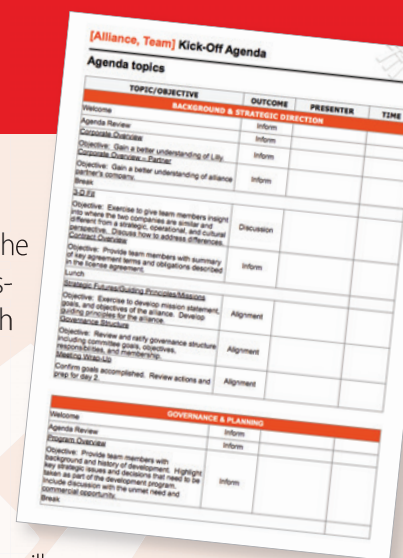 [Alliance, Team] Kick-Off Agenda
Agenda topics
TOPIC/OBJECTIVE OUTCOME PRESENTER TIME
BACKGROUND & STRATEGIC DIRECTION
Welcome Inform
Agenda Review Inform
Corporate Overview
Objective: Gain a better understanding of Lilly. Inform
Corporate Overview – Partner
Objective: Gain a better understanding of alliance
partner's company. Inform
Break
3-D Fit
Objective: Exercise to give team members insight
into where the two companies are similar and
different from a strategic, operational, and cultural
perspective. Discuss how to address differences. Discussion
Contract Overview
Objective: Provide team members with summary
of key agreement terms and obligations described
in the license agreement. Inform
Lunch
Strategic Futures/Guiding Principles/Missions
Objective: Exercise to develop mission statement,
goals, and objectives of the alliance. Develop
guiding principles for the alliance. Alignment
Governance Structure
Objective: Review and ratify governance structure
including committee goals, objectives,
responsibilities, and membership. Alignment
Meeting Wrap-Up
Confirm goals accomplished. Review actions and
prep for day 2. Alignment
GOVERNANCE & PLANNING
Welcome Inform
Agenda Review Inform
Program Overview
Objective: Provide team members with
background and history of development. Highlight
key strategic issues and decisions that need to be
taken as part of the development program.
Include discussion with the unmet need and
commercial opportunity. Inform
Break
he
s-
h